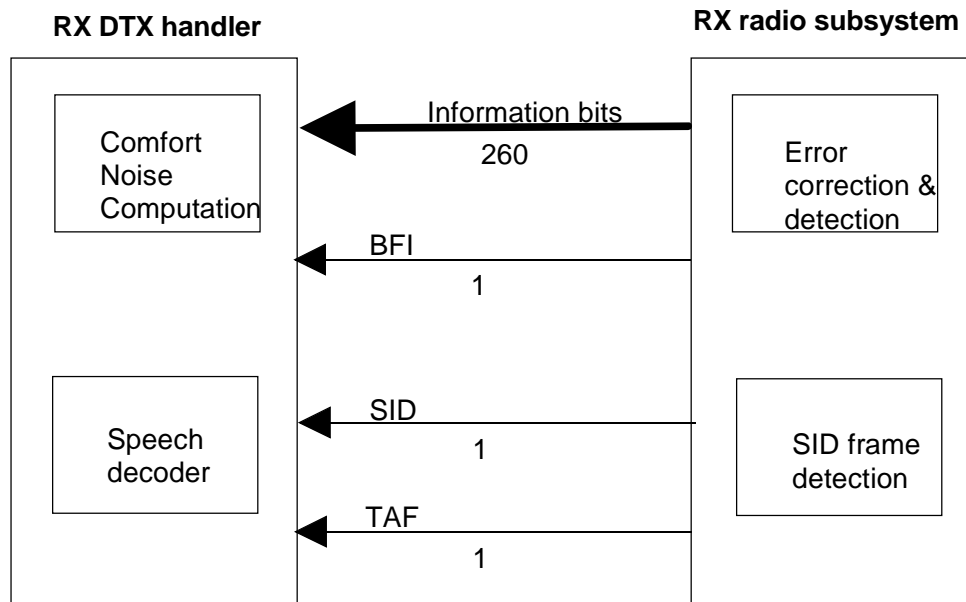 RX DTX handler
RX radio subsystem
Comfort
Noise
Computation
Information bits
260
Error
correction &
detection
BFI
1
Speech
decoder
SID
1
SID frame
detection
TAF
1